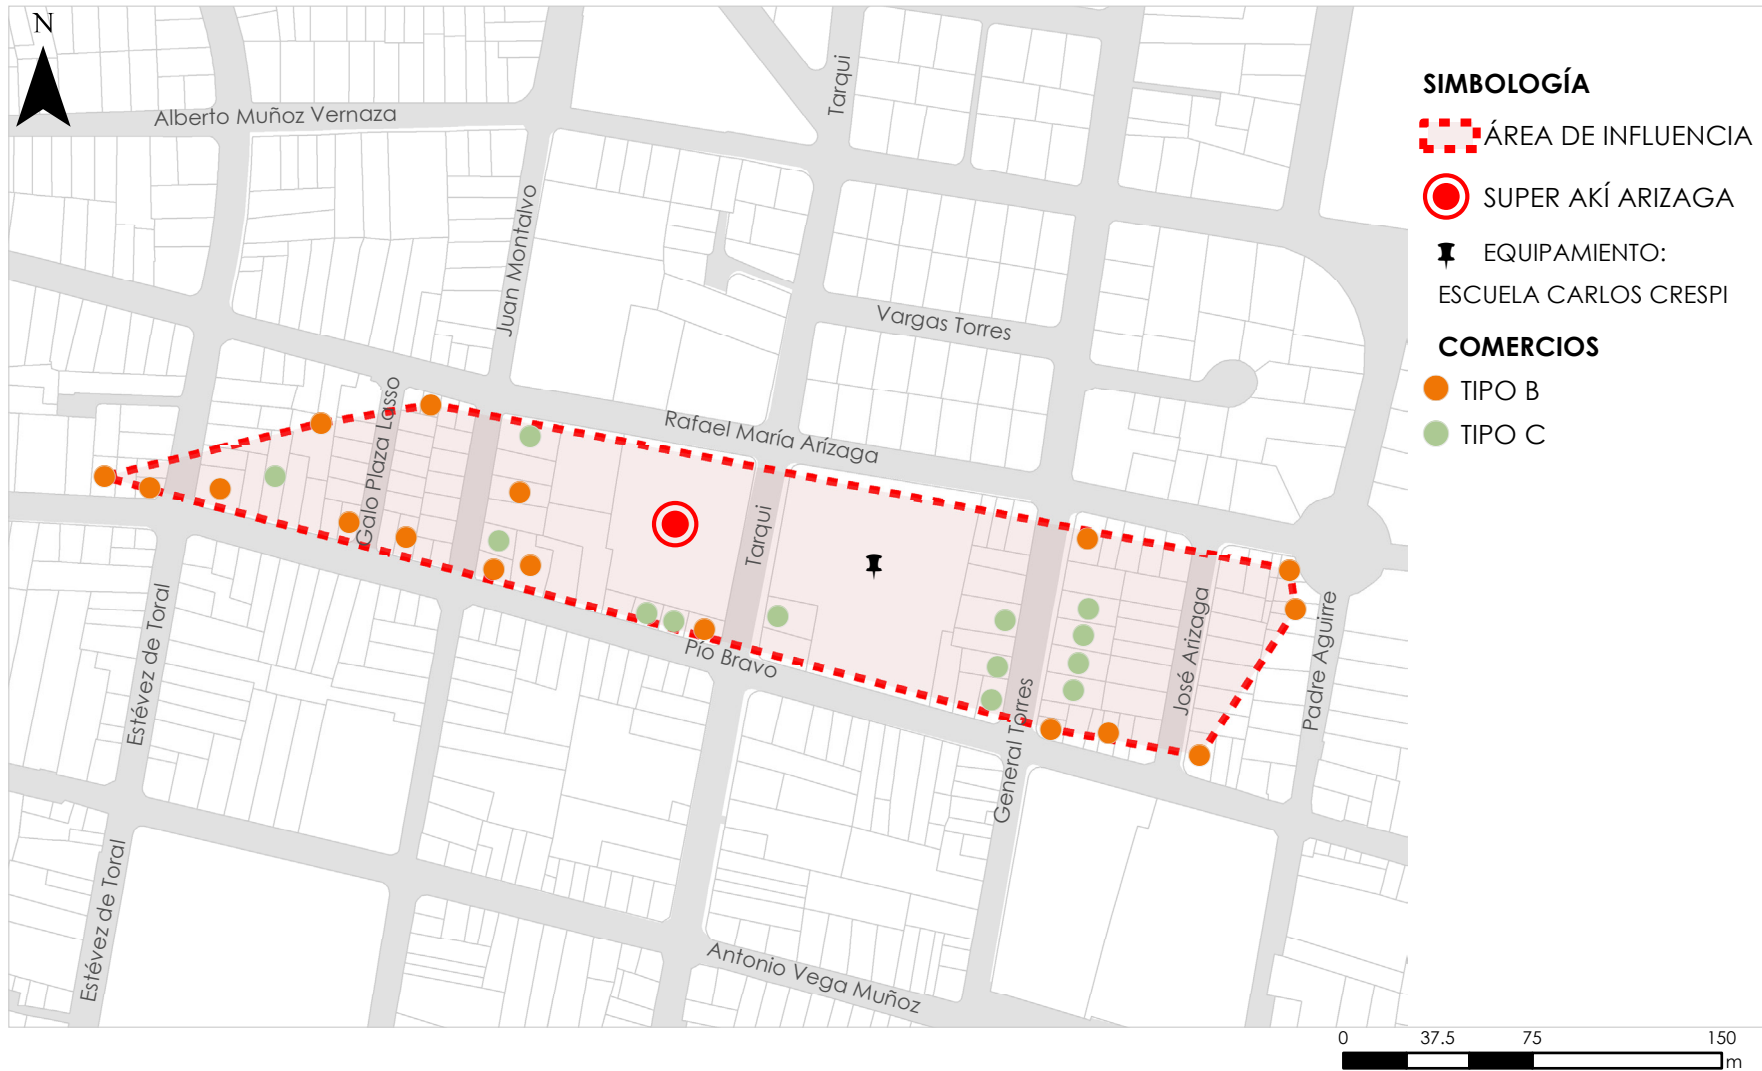 N
Alberto Muñoz Vernaza
Tarqui
Juan Montalvo
Vargas Torres
Galo Plaza Lasso
Rafael María Arízaga
Tarqui
Estévez de Toral
Pío Bravo
José Arizaga
Padre Aguirre
General Torres
Estévez de Toral
Antonio Vega Muñoz
SIMBOLOGÍA
ÁREA DE INFLUENCIA
SUPER AKÍ ARIZAGA
EQUIPAMIENTO:
ESCUELA CARLOS CRESPI
COMERCIOS
TIPO B
TIPO C
0 37.5 75 150
m